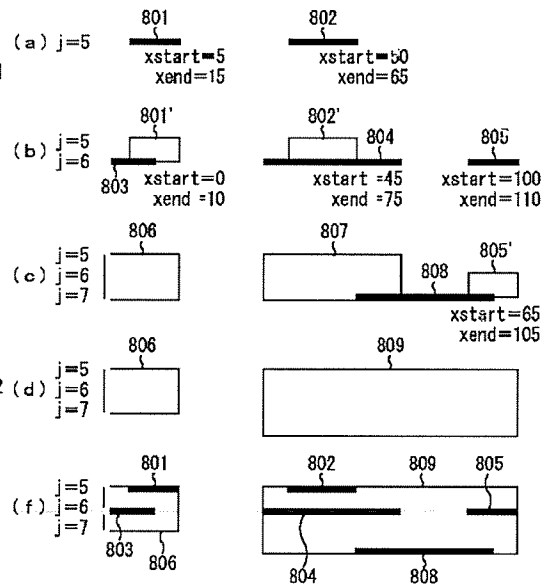 801 802
(a) j=5
xstart=5 xstart=50
xend=15 xend=65
801' 802' 804 805
(b) j=5
j=6
803 xstart=0 xstart=45 xstart=100
xend=10 xend=75 xend=110
806 807 805'
(c) j=5
j=6 808
j=7
xstart=65
xend=105
806 809
j=5
2 (d) j=6
j=7
801 802 809 805
j=5
(f) j=6
j=7
803 806 804 808